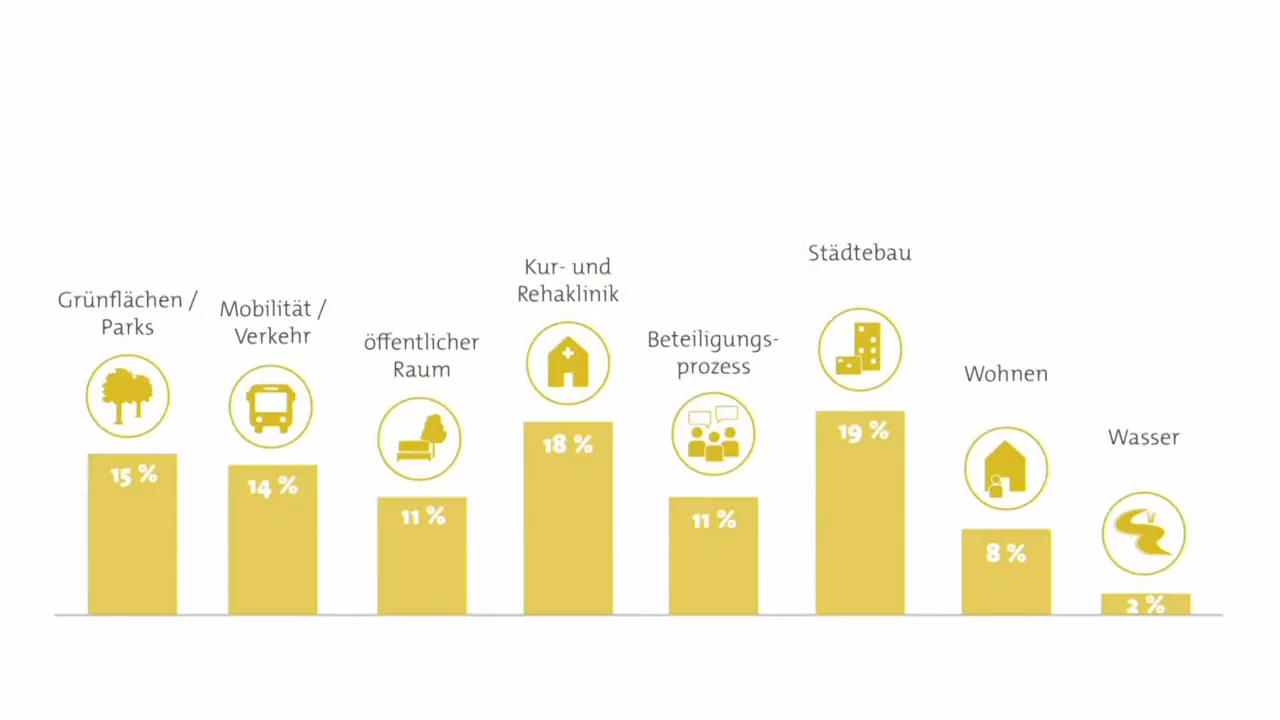 Grünflächen /
Parks
15 %
Mobilität /
Verkehr
14 %
öffentlicher
Raum
11 %
Kur- und
Rehaklinik
18 %
Beteiligungs-
prozess
11 %
Städtebau
19 %
Wohnen
8 %
Wasser
2 %